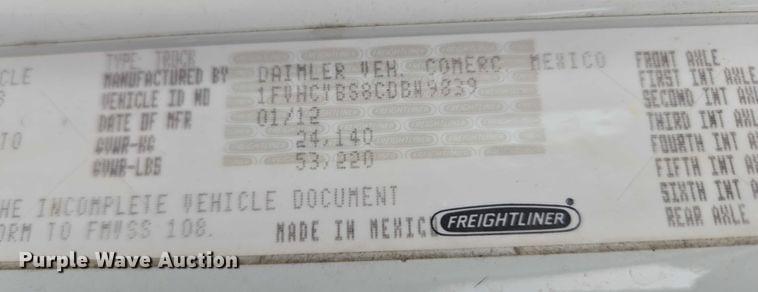 TYPE: TRUCK
CLE MANUFACTURED BY DAIMLER VEH. COMERC MEXICO FRONT AXLE
VEHICLE ID NO 1FVHCYBS8CDBW9839 FIRST INT AX
DATE OF MFR 01/12 SECOND INT AX
TO GVWR-KG 24,140 THIRD INT AX
GVWR-LBS 53,220 FOURTH INT AX
FIFTH INT AX
HE INCOMPLETE VEHICLE DOCUMENT SIXTH INT A
ORM TO FMVSS 108. MADE IN MEXICO FREIGHTLINER® REAR AXLE
Purple Wave Auction